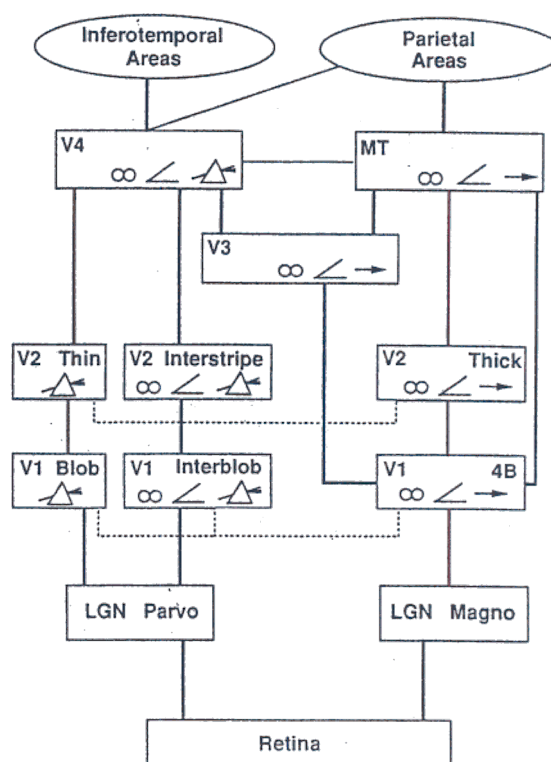 Inferotemporal
Areas
Parietal
Areas
V4
MT
V3
V2 Thin
V2 Interstripe
V2 Thick
V1 Blob
V1 Interblob
V1 4B
LGN Parvo
LGN Magno
Retina